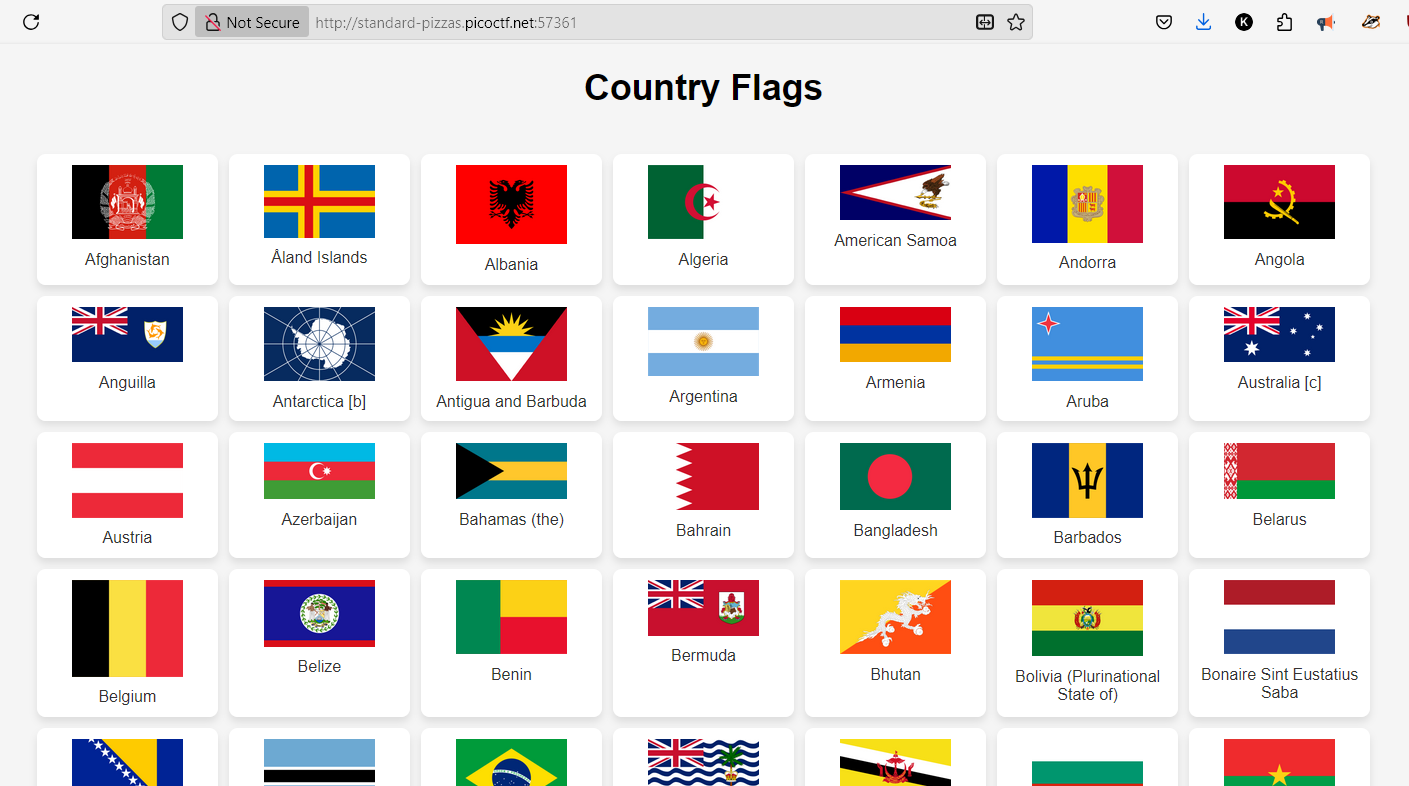 Not Secure http://standard-pizzas.picoctf.net:57361
K
Country Flags
Afghanistan
Åland Islands
Albania
Algeria
American Samoa
Andorra
Angola
Anguilla
Antarctica [b]
Antigua and Barbuda
Argentina
Armenia
Aruba
Australia [c]
Austria
Azerbaijan
Bahamas (the)
Bahrain
Bangladesh
Barbados
Belarus
Belgium
Belize
Benin
Bermuda
Bhutan
Bolivia (Plurinational
State of)
Bonaire Sint Eustatius
Saba